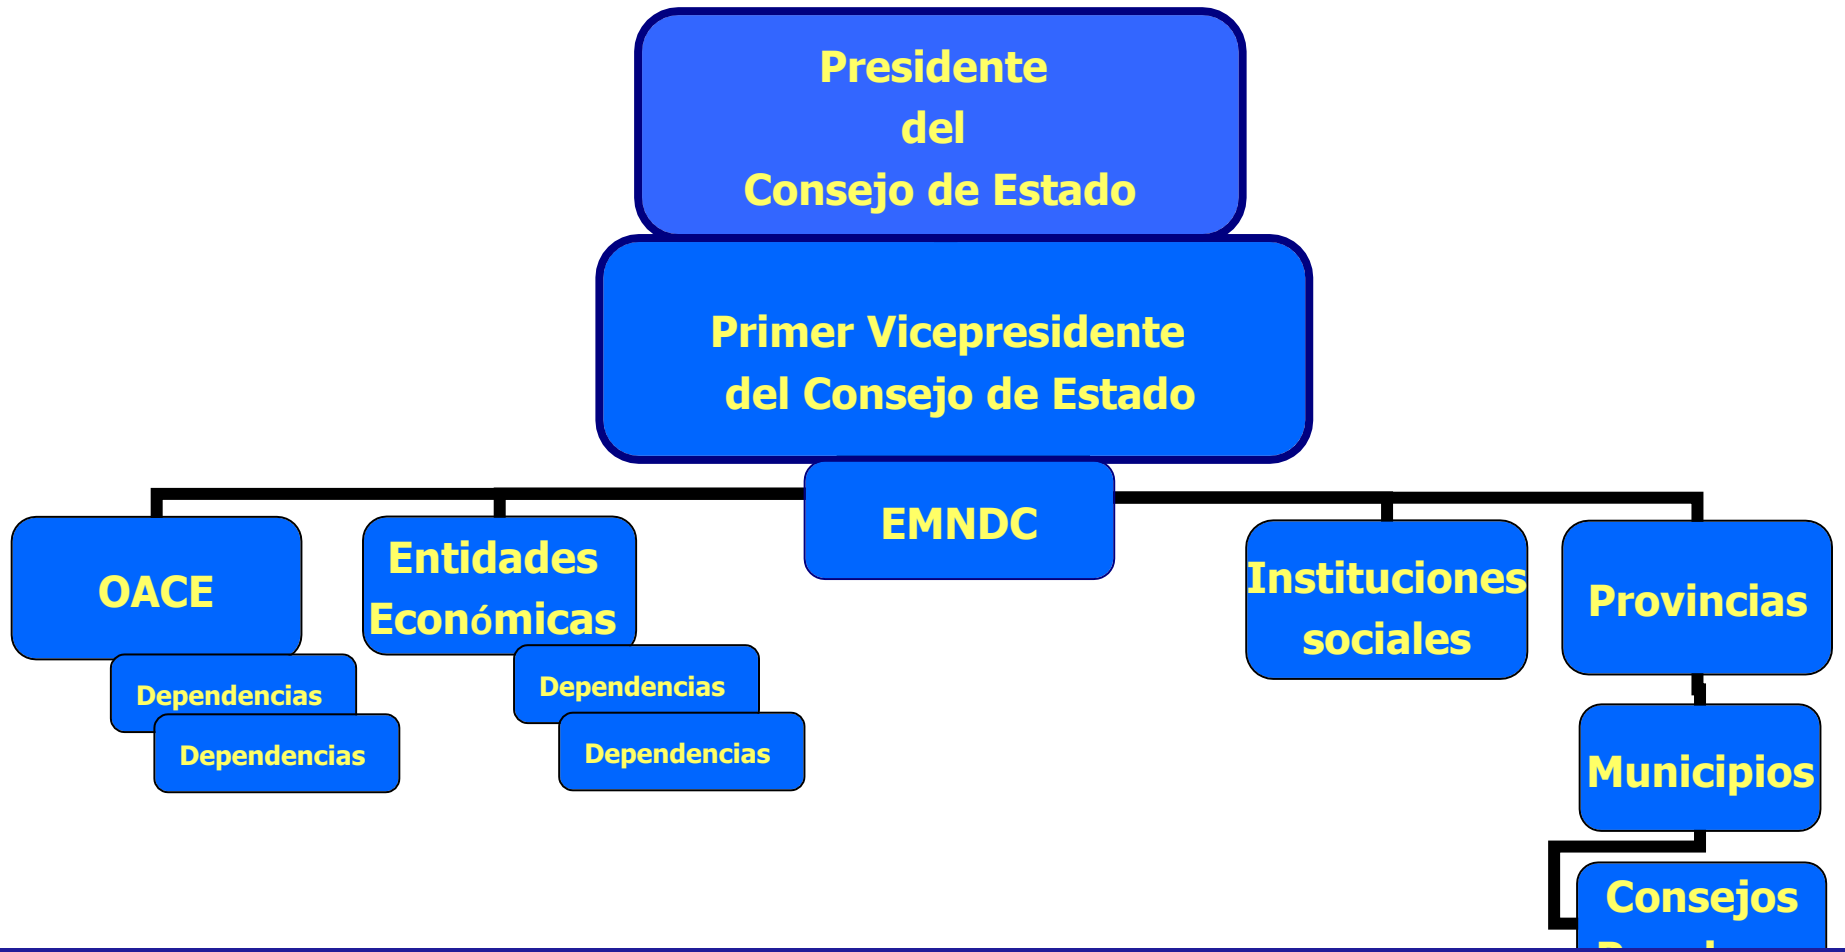 Presidente
del
Consejo de Estado
Primer Vicepresidente
del Consejo de Estado
EMNDC
OACE
Entidades
Económicas
Instituciones
sociales
Provincias
Dependencias
Dependencias
Dependencias
Dependencias
Municipios
Consejos